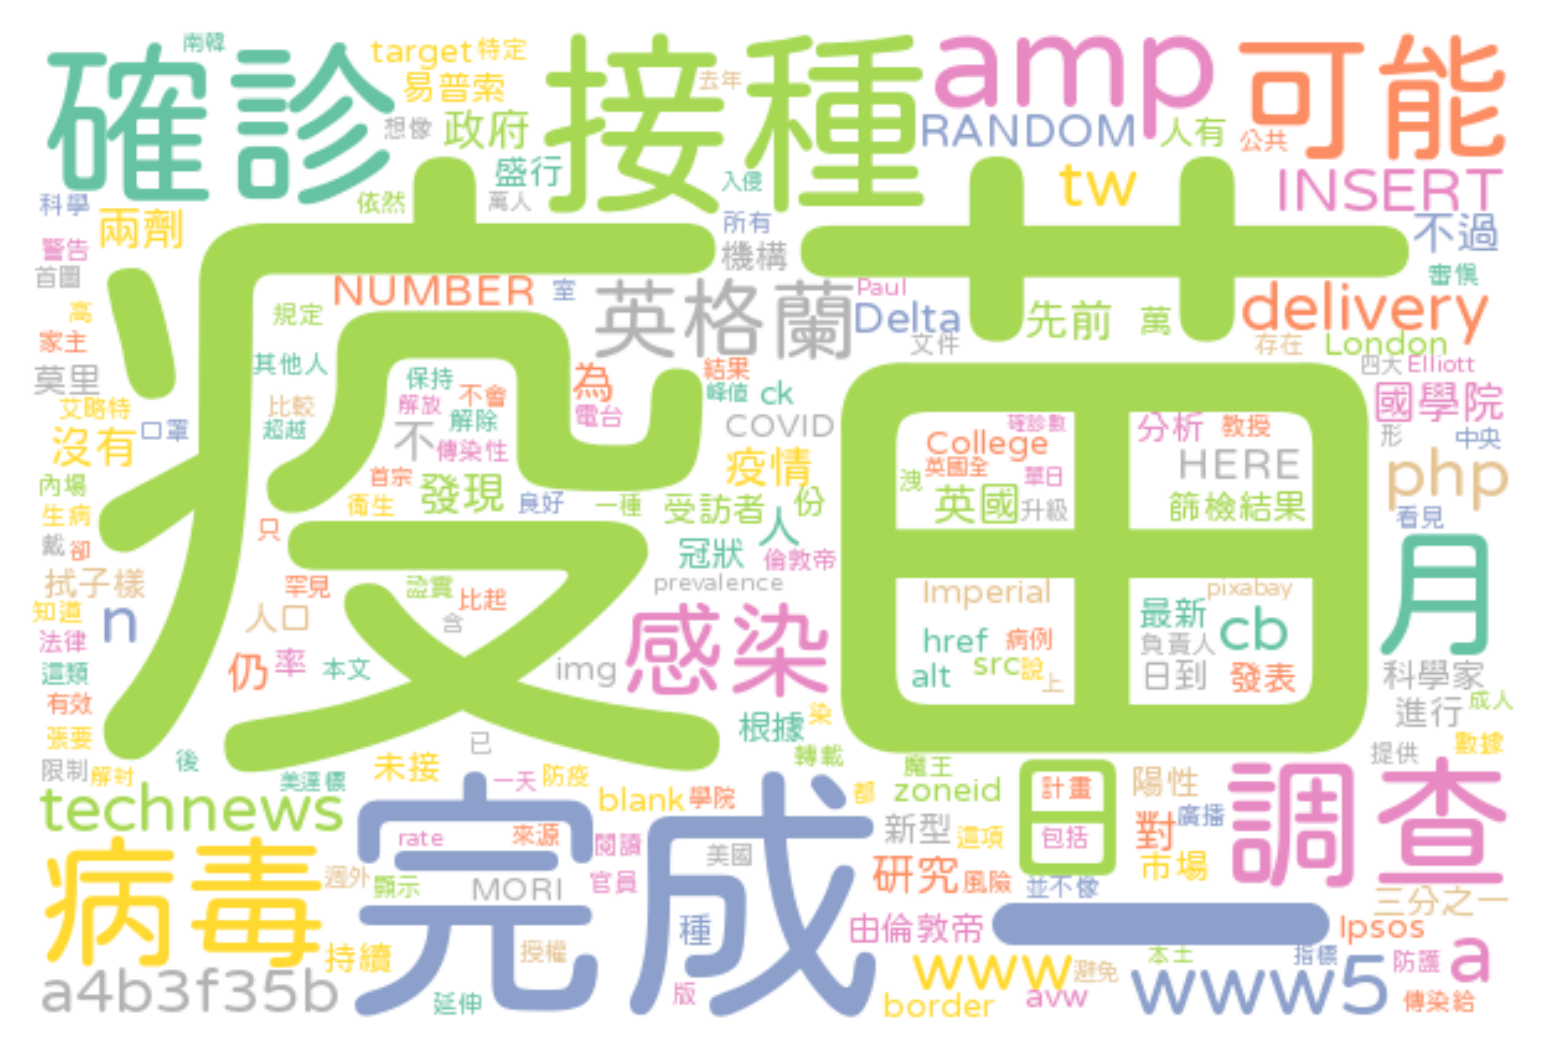 南韓
確診
target
特定
易普索
想像
政府
接種
去年
amp
可能
RANDOM
人有
公共
盛行
入侵
tw
INSERT
科學
兩劑
依然
萬人
所有
不過
警告
首圖
機構
審慎
疫苗
NUMBER
室
英格蘭
Paul
Delta
先前
萬
delivery
高
規定
家主
文件
存在
London
其他人
四大
Elliott
莫里
保持
不會
為
結果
峰值
ck
國學院
艾略特
口罩
比較
解放
解除
電台
超越
不
傳染性
COVID
確診數
College
分析
教授
形
中央
沒有
首宗
疫情
英國全
單日
HERE
php
內場
發現
洩
英國
升級
篩檢結果
生病
衛生
良好
一種
受訪者
份
人
看見
戴
卻
只
冠狀
倫敦帝
月
拭子樣
罕見
證實
比起
prevalence
Imperial
pixabay
知道
n
人口
含
感染
最新
cb
法律
href
病例
負責人
這類
仍
率
本文
img
alt
src
說
上
日到
發表
科學家
有效
進行
成人
根據
染
張要
後
已
轉載
提供
數據
限制
解封
美達標
未接
一天
防疫
魔王
technews
完成
blank
學院
都
zoneid
日
計畫
陽性
調查
rate
來源
閱讀
新型
這項
包括
對
廣播
病毒
美國
市場
週外
顯示
MORI
官員
研究
風險
並不像
三分之一
種
由倫敦帝
一
Ipsos
持續
授權
本土
指標
防護
a
a4b3f35b
www
避免
www5
延伸
版
border
avw
傳染給